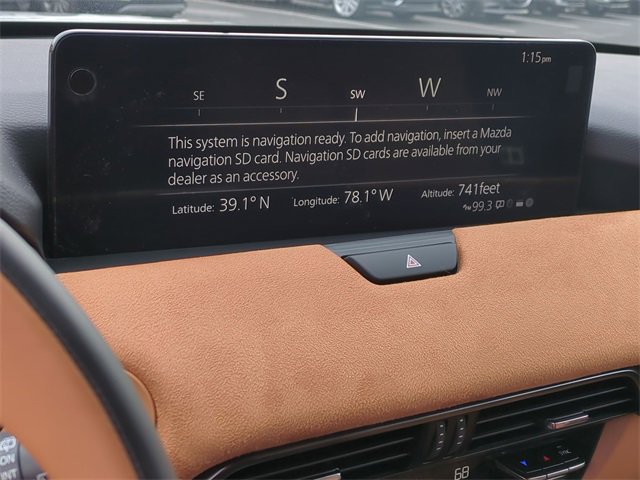 1:15pm
SE S SW W NW
This system is navigation ready. To add navigation, insert a Mazda
navigation SD card. Navigation SD cards are available from your
dealer as an accessory.
Latitude: 39.1° N Longitude: 78.1° W Altitude: 741feet
99.3
68
SYNC